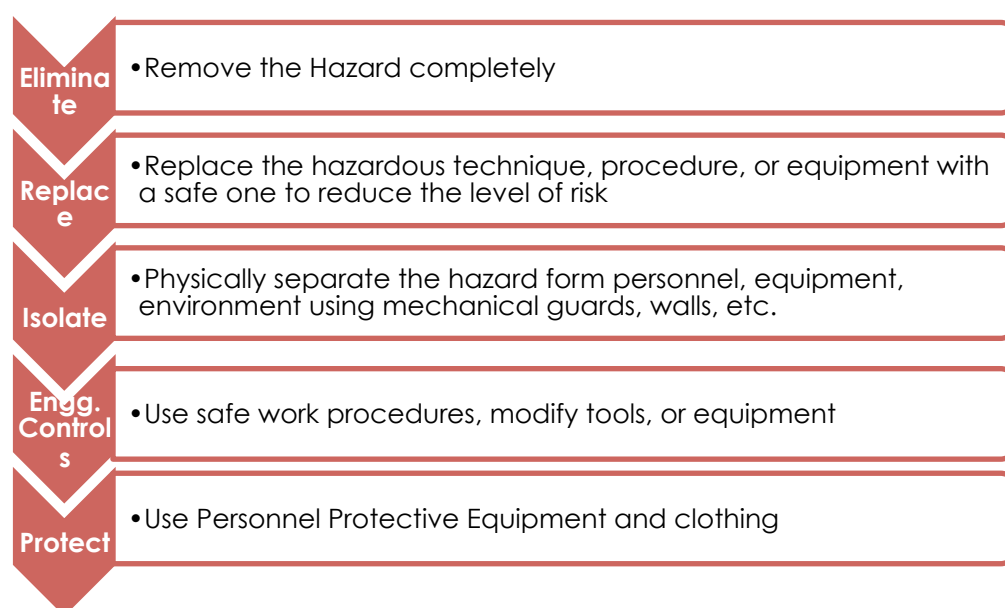 Elimina
te
•Remove the Hazard completely
Replac
e
•Replace the hazardous technique, procedure, or equipment with
a safe one to reduce the level of risk
Isolate
•Physically separate the hazard form personnel, equipment,
environment using mechanical guards, walls, etc.
Engg.
Control
s
•Use safe work procedures, modify tools, or equipment
Protect
•Use Personnel Protective Equipment and clothing